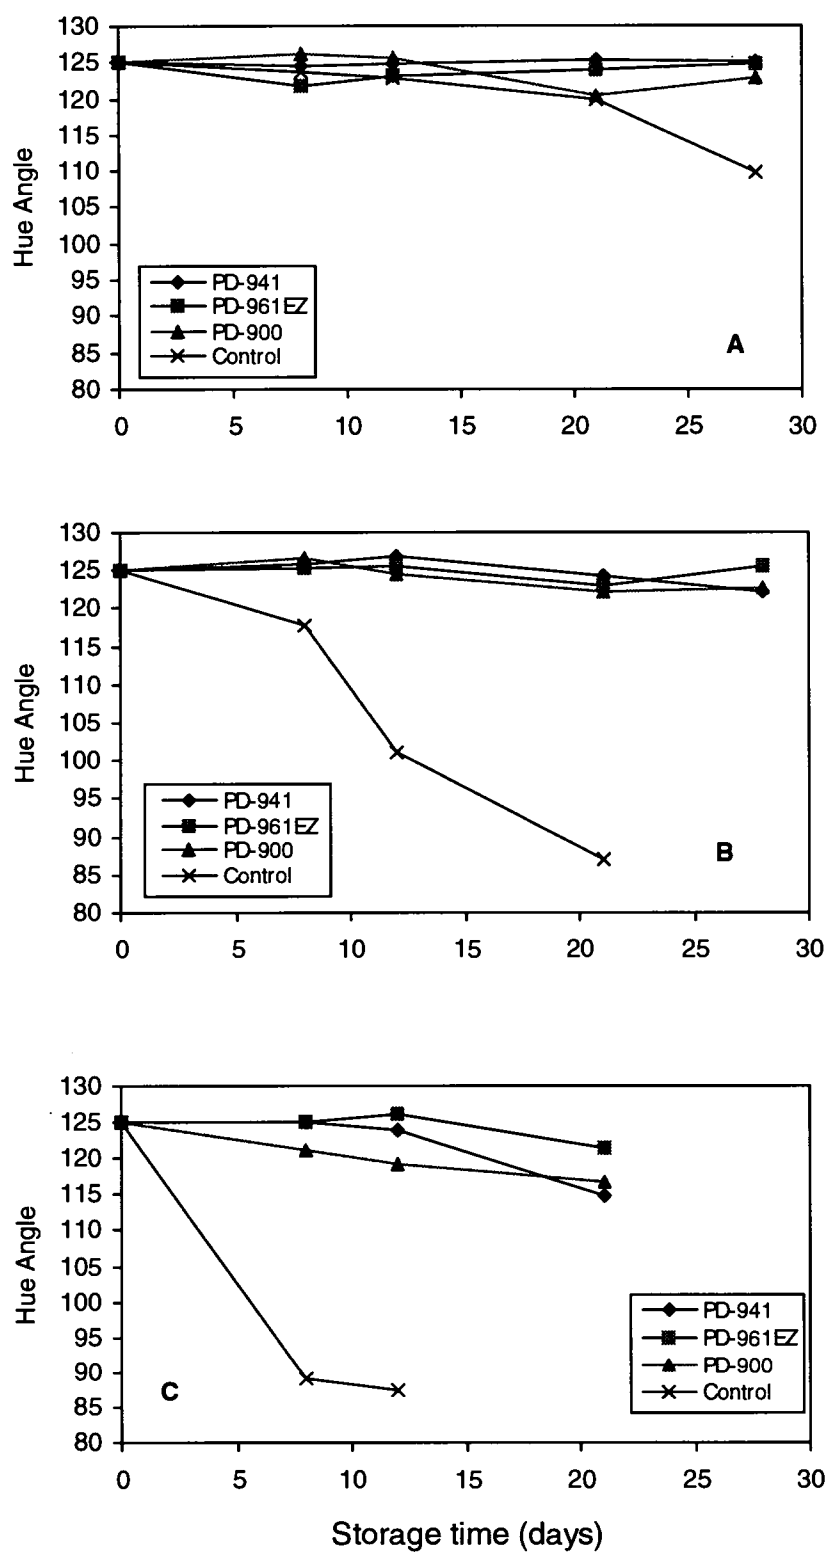 130
125
120
115
110
105
100
95
90
85
80
Hue Angle
PD-941
PD-961EZ
PD-900
Control
A
0 5 10 15 20 25 30
130
125
120
115
110
105
100
95
90
85
80
Hue Angle
PD-941
PD-961EZ
PD-900
Control
B
0 5 10 15 20 25 30
130
125
120
115
110
105
100
95
90
85
80
Hue Angle
PD-941
PD-961EZ
PD-900
Control
C
0 5 10 15 20 25 30
Storage time (days)